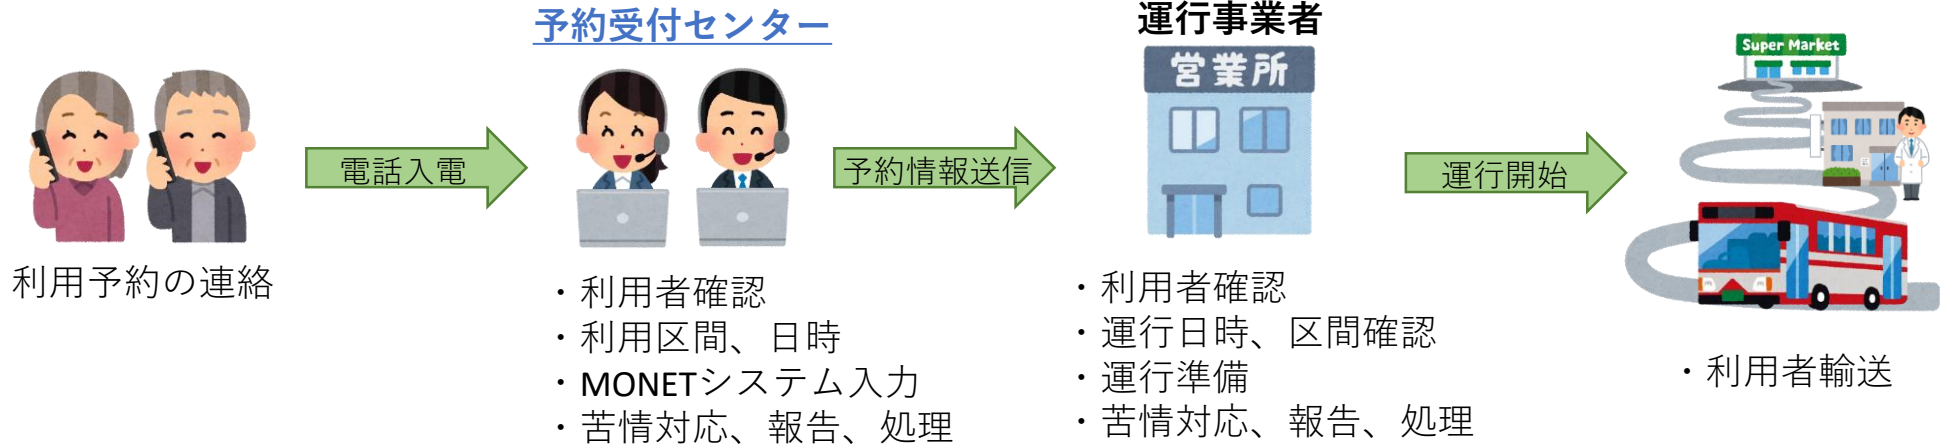 予約受付センター
運行事業者
営業所
Super Market
電話入電
予約情報送信
運行開始
利用予約の連絡
・利用者確認
・利用区間、日時
・MONETシステム入力
・苦情対応、報告、処理
・利用者確認
・運行日時、区間確認
・運行準備
・苦情対応、報告、処理
・利用者輸送